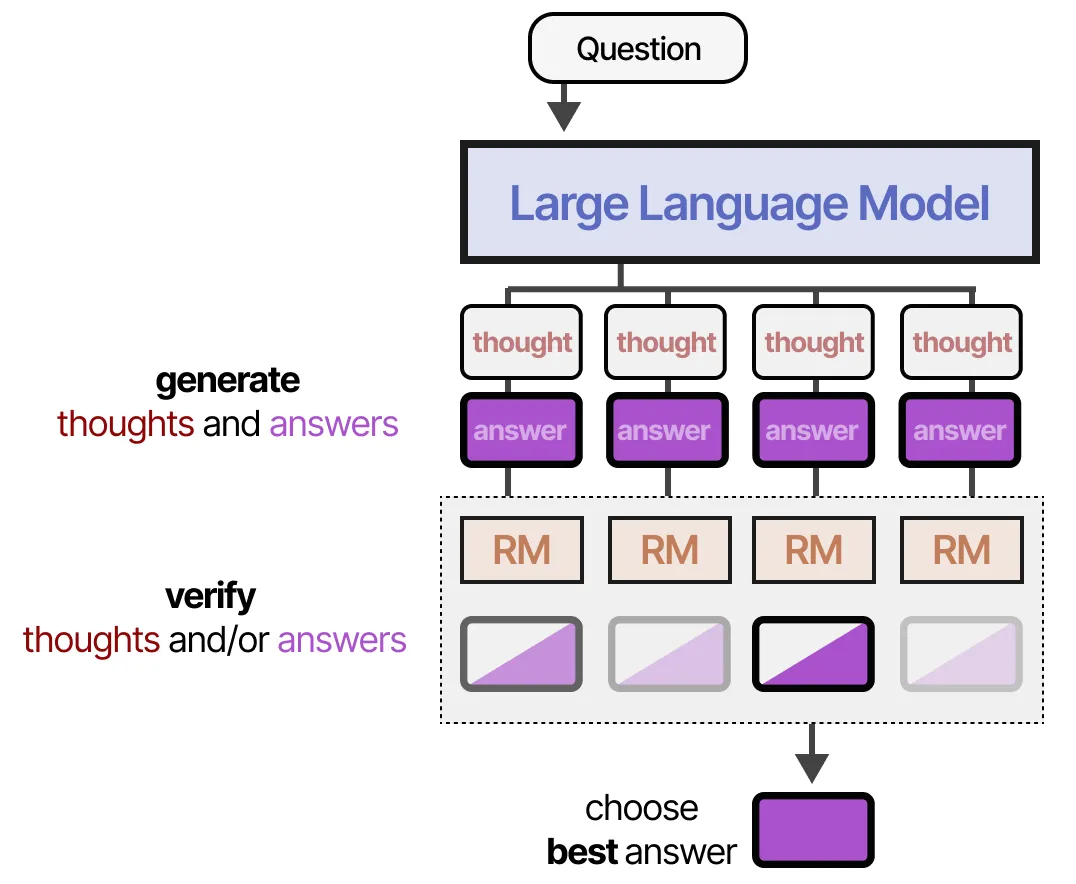 Question
Large Language Model
thought thought thought thought
generate
thoughts and answers
answer answer answer answer
RM RM RM RM
verify
thoughts and/or answers
choose
best answer